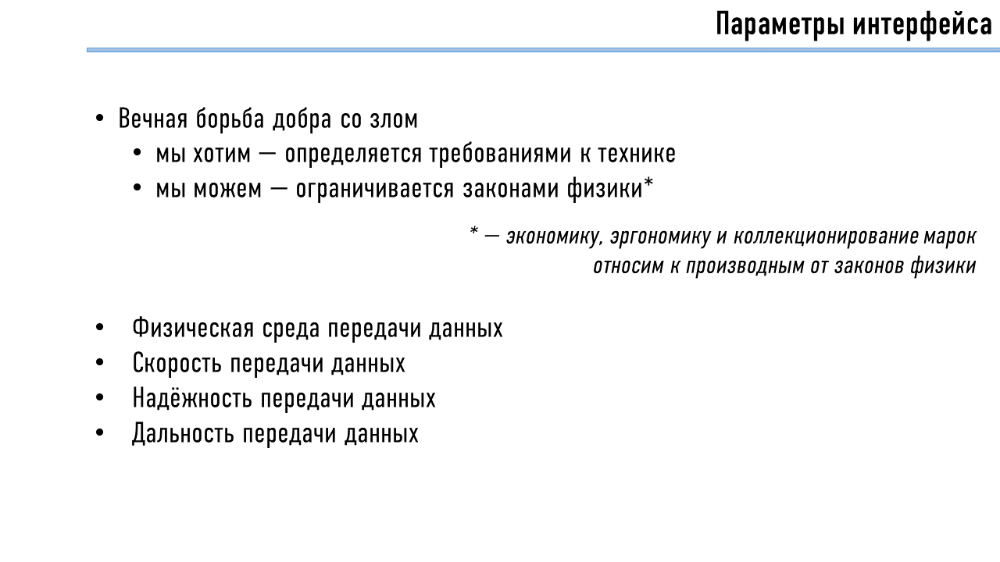 Параметры интерфейса
• Вечная борьба добра со злом
• мы хотим — определяется требованиями к технике
• мы можем — ограничивается законами физики*
* — экономику, эргономику и коллекционирование марок
относим к производным от законов физики
• Физическая среда передачи данных
• Скорость передачи данных
• Надёжность передачи данных
• Дальность передачи данных